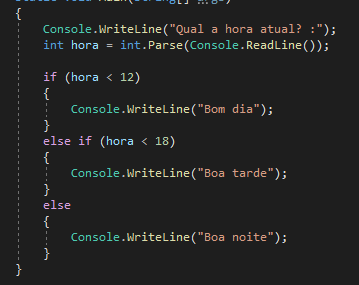 {
Console.WriteLine("Qual a hora atual? :");
int hora = int.Parse(Console.ReadLine());
if (hora < 12)
{
Console.WriteLine("Bom dia");
}
else if (hora < 18)
{
Console.WriteLine("Boa tarde");
}
else
{
Console.WriteLine("Boa noite");
}
}